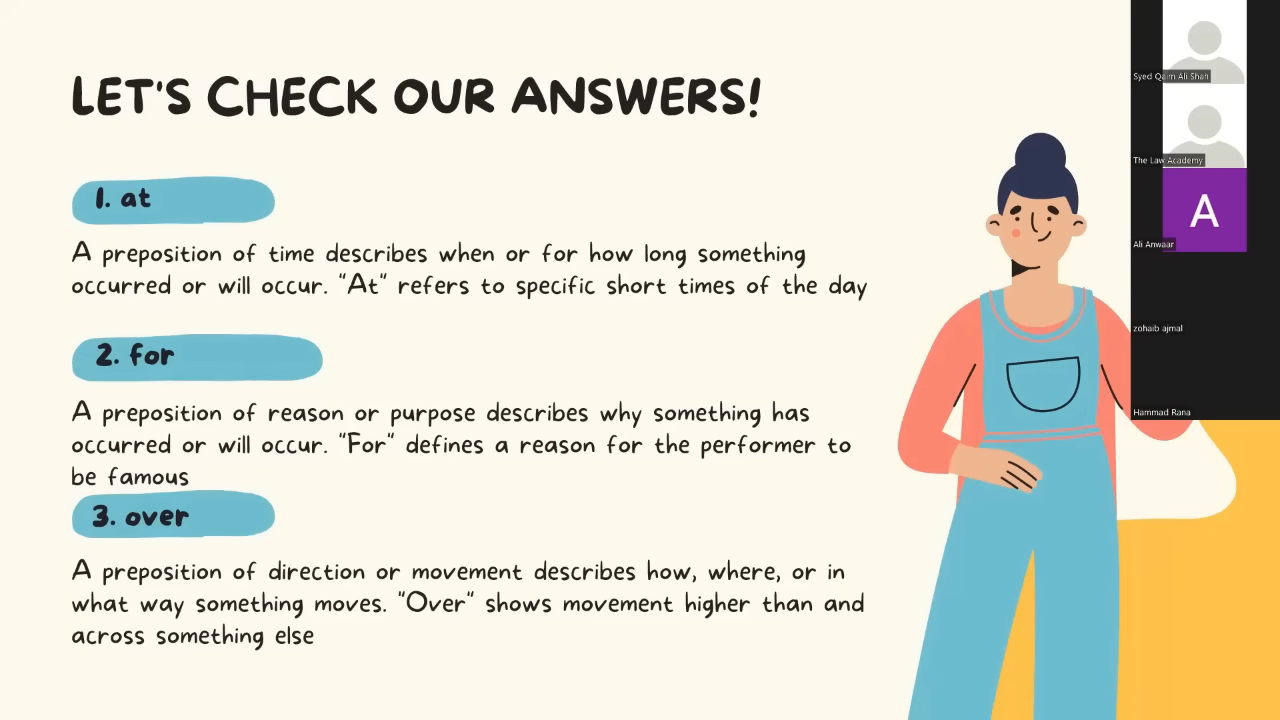 LET'S CHECK OUR ANSWERS!
1. at
A preposition of time describes when or for how long something
occurred or will occur. "At" refers to specific short times of the day
2. for
A preposition of reason or purpose describes why something has
occurred or will occur. "For" defines a reason for the performer to
be famous
3. over
A preposition of direction or movement describes how, where, or in
what way something moves. "Over" shows movement higher than and
across something else
Syed Qaim Ali Shah
The Law Academy
A
Ali Anwaar
zohaib ajmal
Hammad Rana